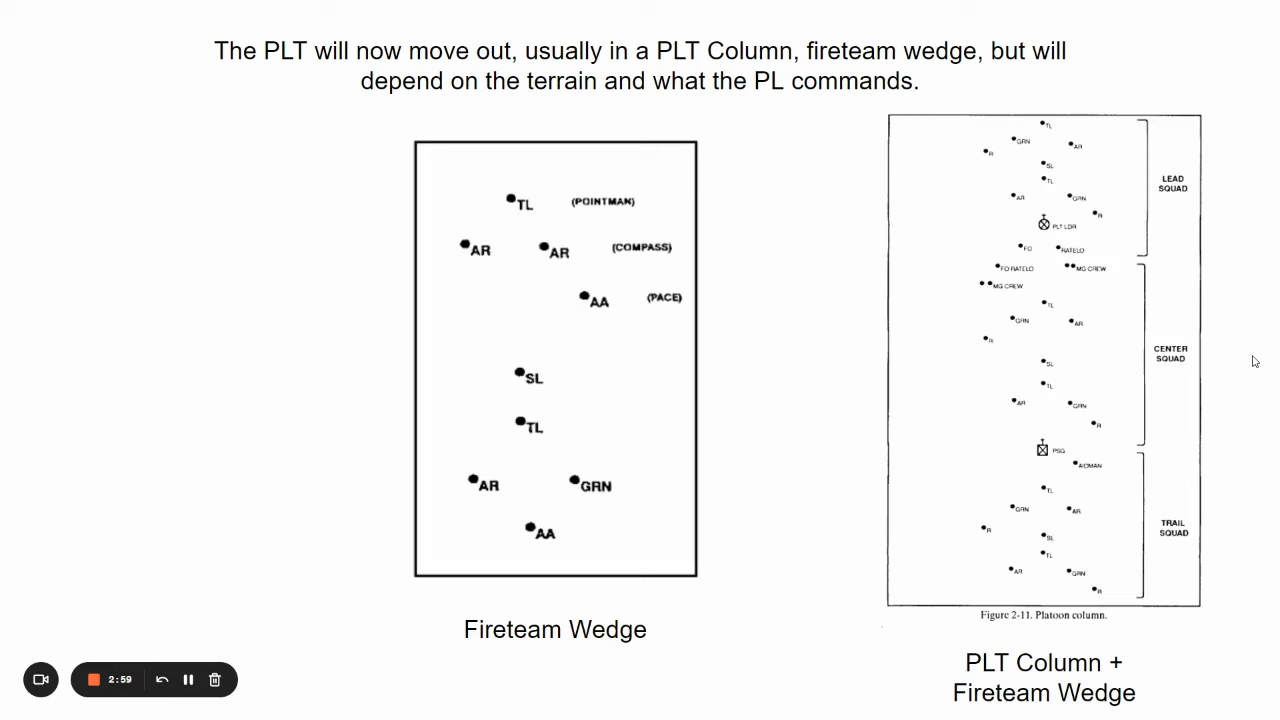 The PLT will now move out, usually in a PLT Column, fireteam wedge, but will
depend on the terrain and what the PL commands.
TL (POINTMAN)
AR AR (COMPASS)
AA (PACE)
SL
TL
AR GRN
AA
Fireteam Wedge
TL
GRN AR
R
SL
TL
AR GRN
R
PLT LDR
FO RATELO
FO RATELO MG CREW
MG CREW
TL
GRN AR
R
SL
TL
AR GRN
R
PSG
AIDMAN
TL
GRN AR
R
SL
TL
AR GRN
R
LEAD
SQUAD
CENTER
SQUAD
TRAIL
SQUAD
Figure 2-11. Platoon column.
PLT Column +
Fireteam Wedge
2:59